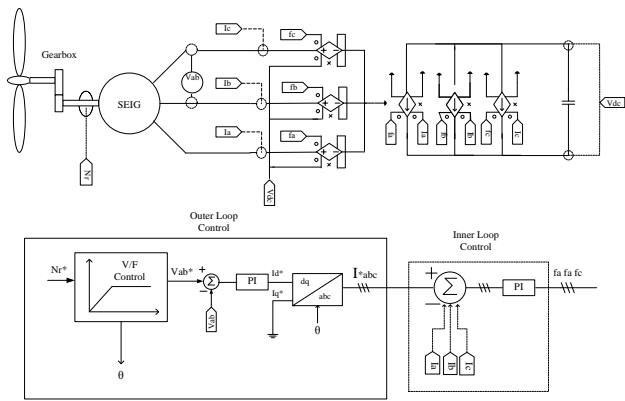 Gearbox
SEIG
Nr
Vab
Ic
Ib
Ia
fc
fb
fa
Vdc
fa
Ia
fb
Ib
fc
Ic
Vdc
Outer Loop
Control
Nr*
V/F
Control
θ
Vab*
+
−
Σ
Vab
PI
Id*
Iq*
dq
abc
θ
I*abc
Inner Loop
Control
+
−
Σ
Ia
Ib
Ic
PI
fa fa fc